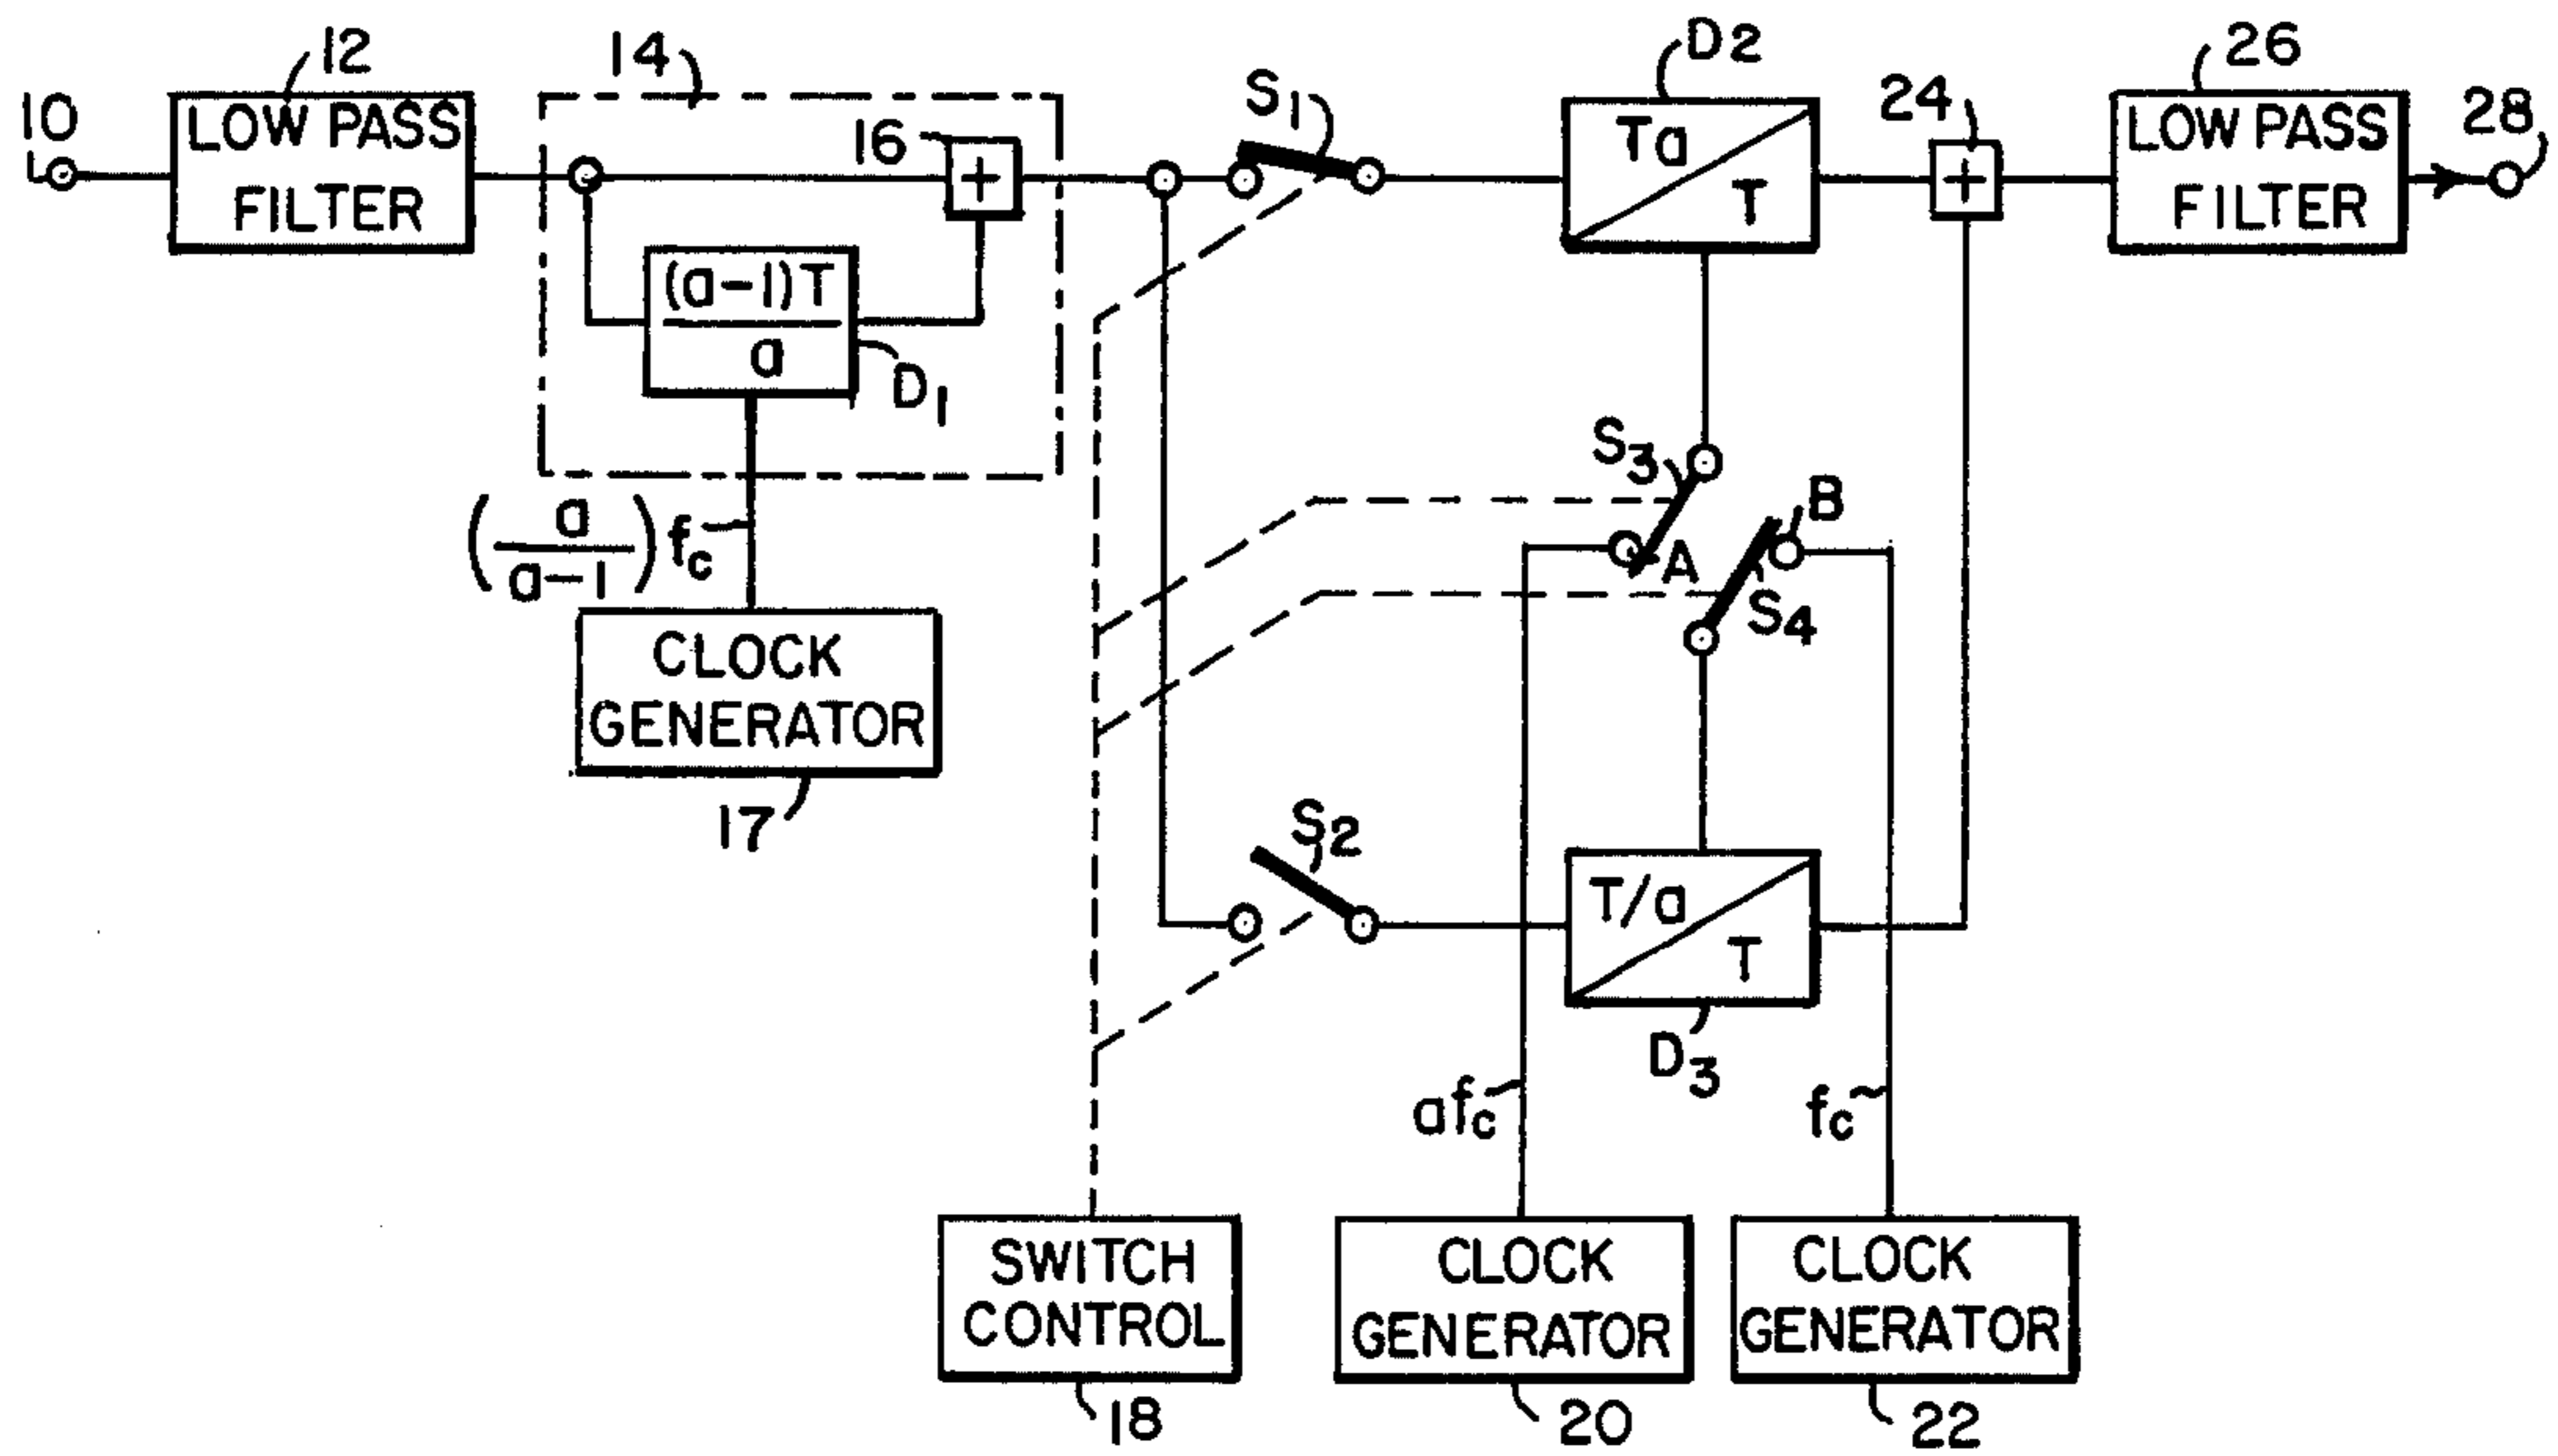 10
12
LOW PASS
FILTER
14
16
+
(a-1)T
a
D1
(a
a-1) fc
CLOCK
GENERATOR
17
S1
D2
Ta
T
24
+
26
LOW PASS
FILTER
28
S3
A
B
S4
S2
T/a
T
D3
afc
fc
SWITCH
CONTROL
18
CLOCK
GENERATOR
20
CLOCK
GENERATOR
22